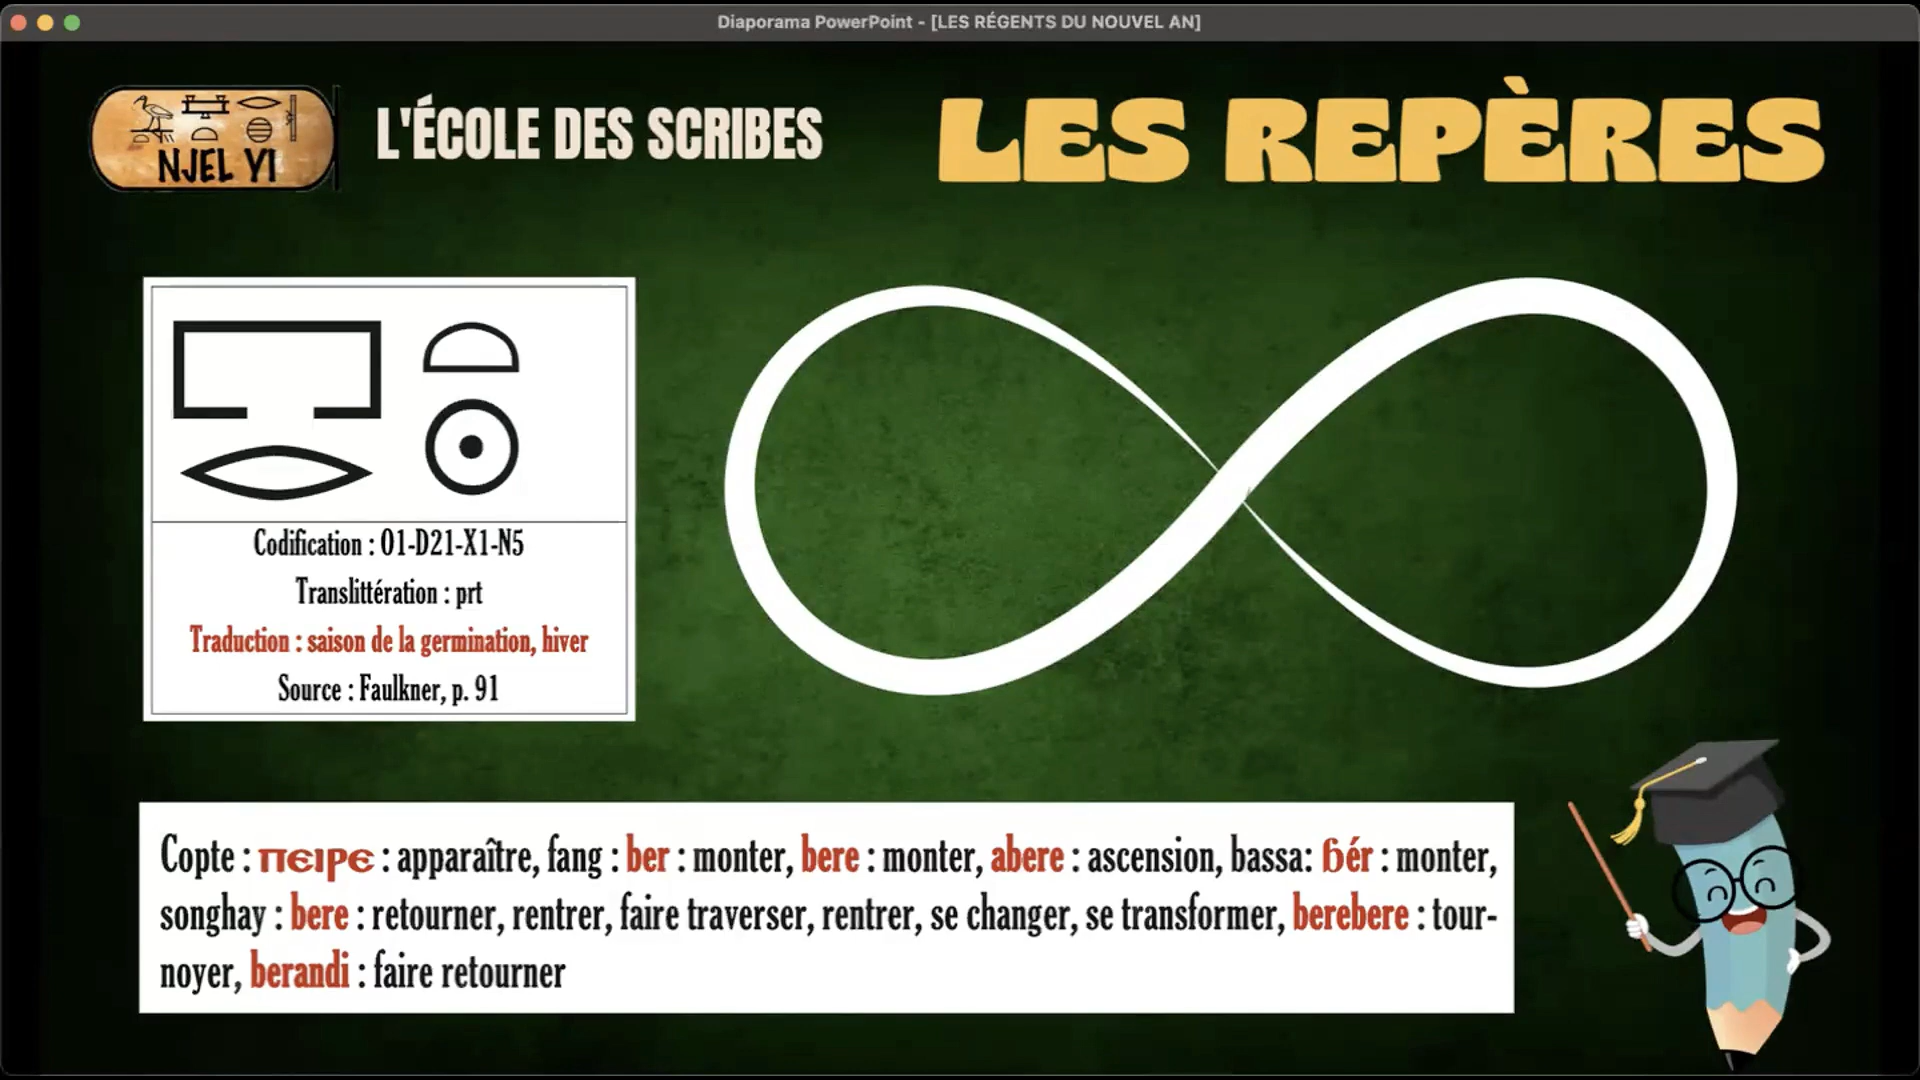 Diaporama PowerPoint - [LES RÉGENTS DU NOUVEL AN]
NJEL YI
L'ÉCOLE DES SCRIBES
LES REPÈRES
Codification : O1-D21-X1-N5
Translittération : prt
Traduction : saison de la germination, hiver
Source : Faulkner, p. 91
Copte : ⲡⲉⲓⲣⲉ : apparaître, fang : ber : monter, bere : monter, abere : ascension, bassa: ɓér : monter,
songhay : bere : retourner, rentrer, faire traverser, rentrer, se changer, se transformer, berebere : tour-
noyer, berandi : faire retourner